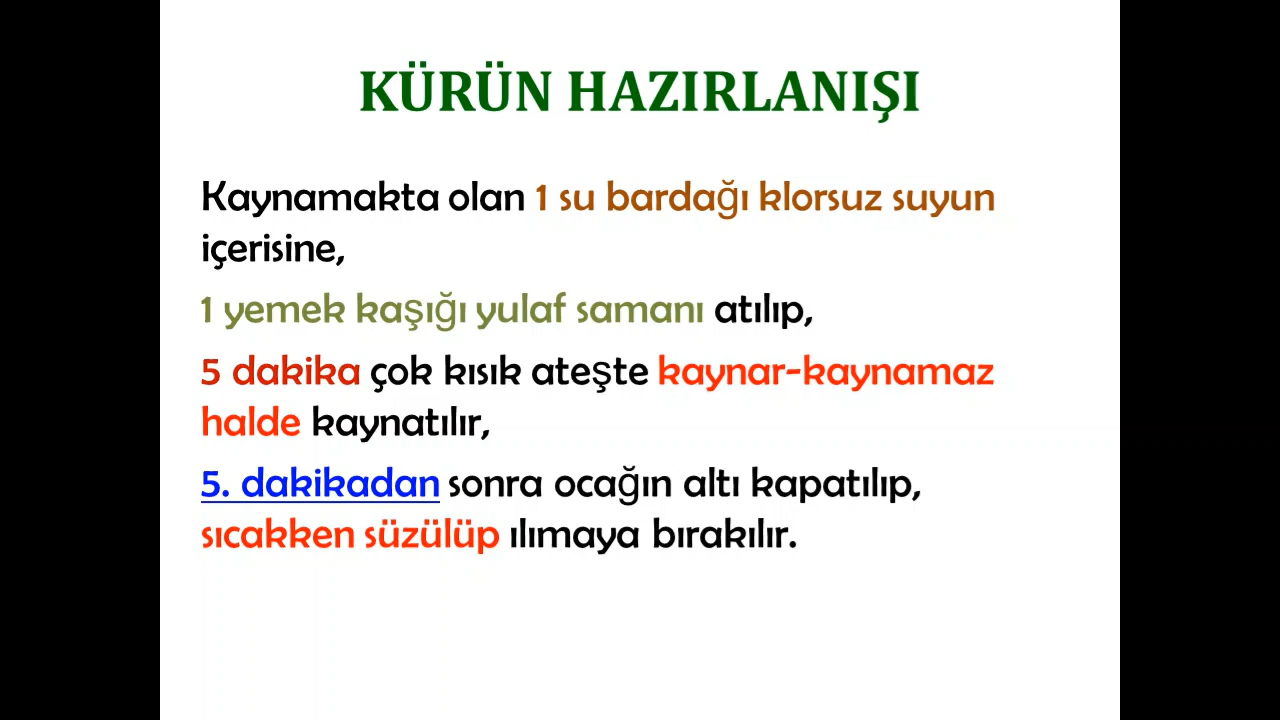 KÜRÜN HAZIRLANIŞI
Kaynamakta olan 1 su bardağı klorsuz suyun
içerisine,
1 yemek kaşığı yulaf samanı atılıp,
5 dakika çok kısık ateşte kaynar-kaynamaz
halde kaynatılır,
5. dakikadan sonra ocağın altı kapatılıp,
sıcakken süzülüp ılımaya bırakılır.